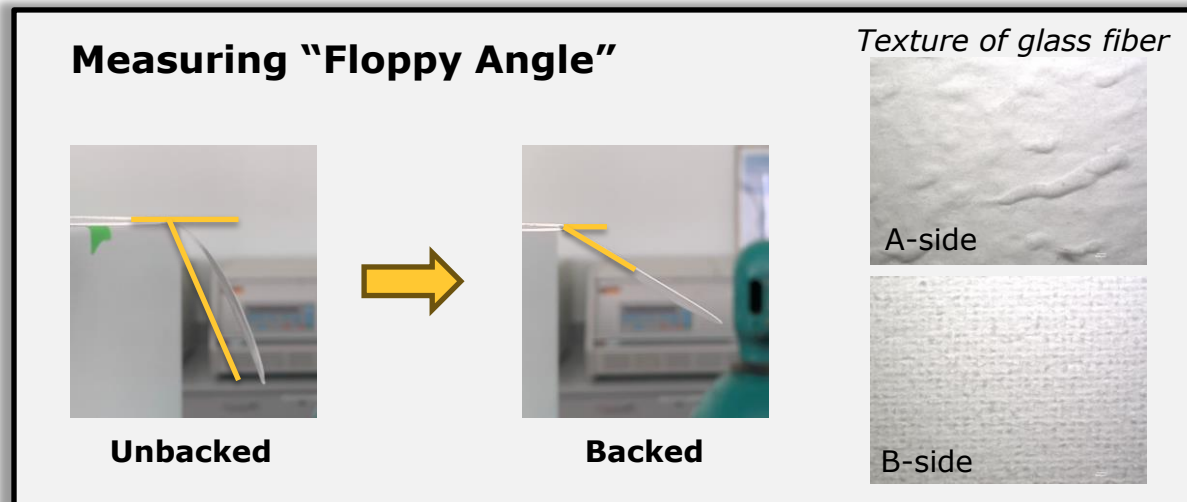 Measuring “Floppy Angle”
Texture of glass fiber
Unbacked
Backed
A-side
B-side